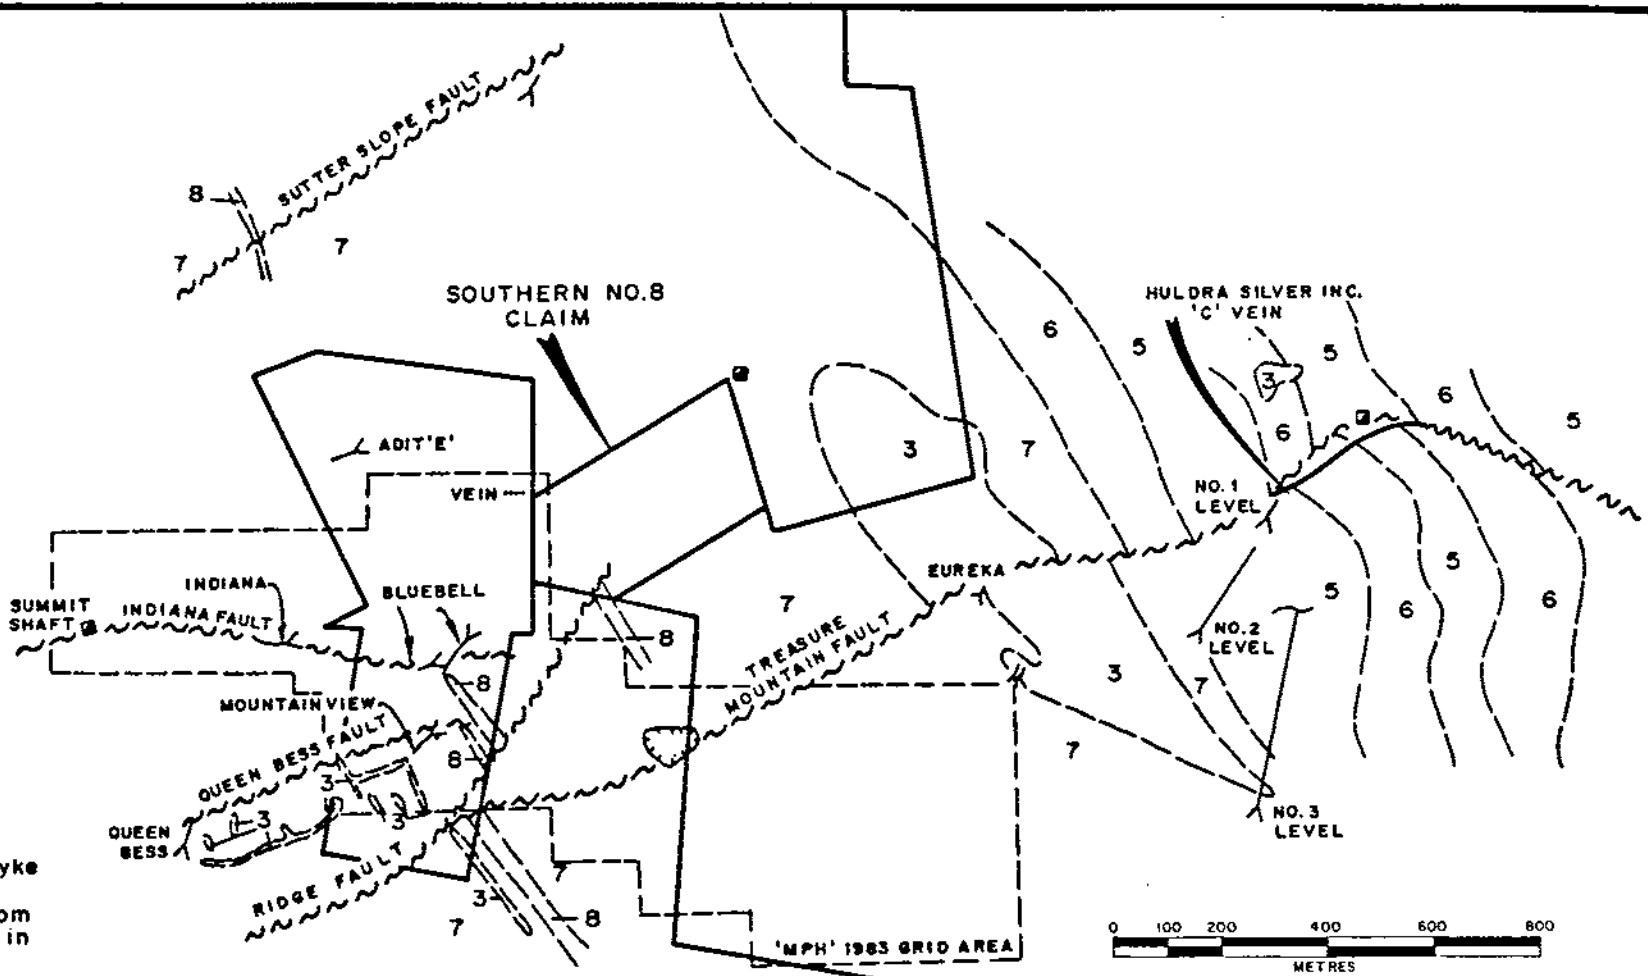 SUTTER SLOPE FAULT
8
7
7
SOUTHERN NO.8
CLAIM
HULDRA SILVER INC.
'C' VEIN
6
5
5
3
6
5
6
ADIT 'E'
3
7
VEIN
NO. 1
LEVEL
INDIANA
BLUEBELL
EUREKA
SUMMIT
SHAFT
INDIANA FAULT
7
8
TREASURE
MOUNTAIN FAULT
5
6
5
6
NO. 2
LEVEL
3
7
8
MOUNTAIN VIEW
QUEEN BESS FAULT
8
7
3
3
3
QUEEN
BESS
NO. 3
LEVEL
yke
RIDGE FAULT
7
3
7
8
om
in
'MPH' 1983 GRID AREA
0 100 200 400 600 800
METRES